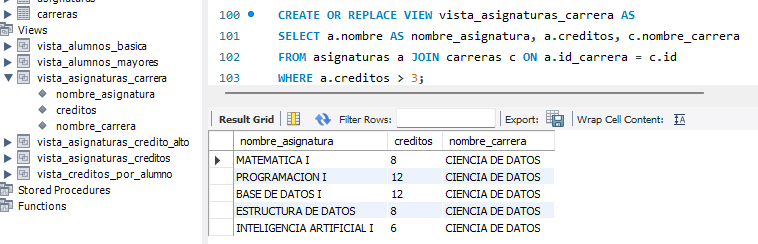 asignaturas
carreras
Views
vista_alumnos_basica
vista_alumnos_mayores
vista_asignaturas_carrera
nombre_asignatura
creditos
nombre_carrera
vista_asignaturas_credito_alto
vista_asignaturas_creditos
vista_creditos_por_alumno
Stored Procedures
Functions
100 CREATE OR REPLACE VIEW vista_asignaturas_carrera AS
101 SELECT a.nombre AS nombre_asignatura, a.creditos, c.nombre_carrera
102 FROM asignaturas a JOIN carreras c ON a.id_carrera = c.id
103 WHERE a.creditos > 3;
Result Grid Filter Rows: Export: Wrap Cell Content:
nombre_asignatura creditos nombre_carrera
MATEMATICA I 8 CIENCIA DE DATOS
PROGRAMACION I 12 CIENCIA DE DATOS
BASE DE DATOS I 12 CIENCIA DE DATOS
ESTRUCTURA DE DATOS 8 CIENCIA DE DATOS
INTELIGENCIA ARTIFICIAL I 6 CIENCIA DE DATOS